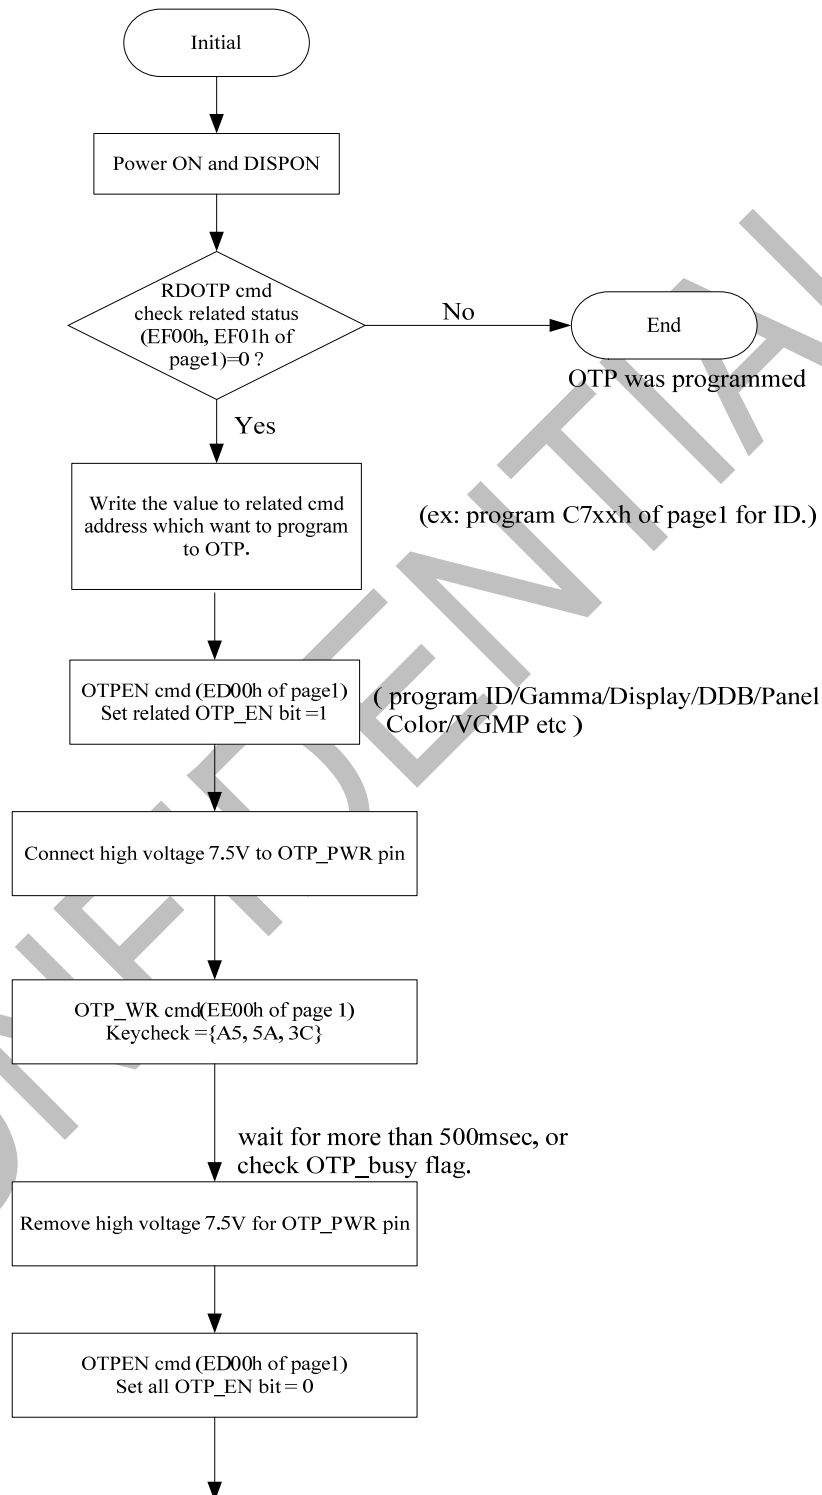 Initial
Power ON and DISPON
RDOTP cmd
check related status
(EF00h, EF01h of
page1)=0 ?
No
End
OTP was programmed
Yes
Write the value to related cmd
address which want to program
to OTP.
(ex: program C7xxh of page1 for ID.)
OTPEN cmd (ED00h of page1)
Set related OTP_EN bit =1
( program ID/Gamma/Display/DDB/Panel
Color/VGMP etc )
Connect high voltage 7.5V to OTP_PWR pin
OTP_WR cmd(EE00h of page 1)
Keycheck ={A5, 5A, 3C}
wait for more than 500msec, or
check OTP_busy flag.
Remove high voltage 7.5V for OTP_PWR pin
OTPEN cmd (ED00h of page1)
Set all OTP_EN bit = 0